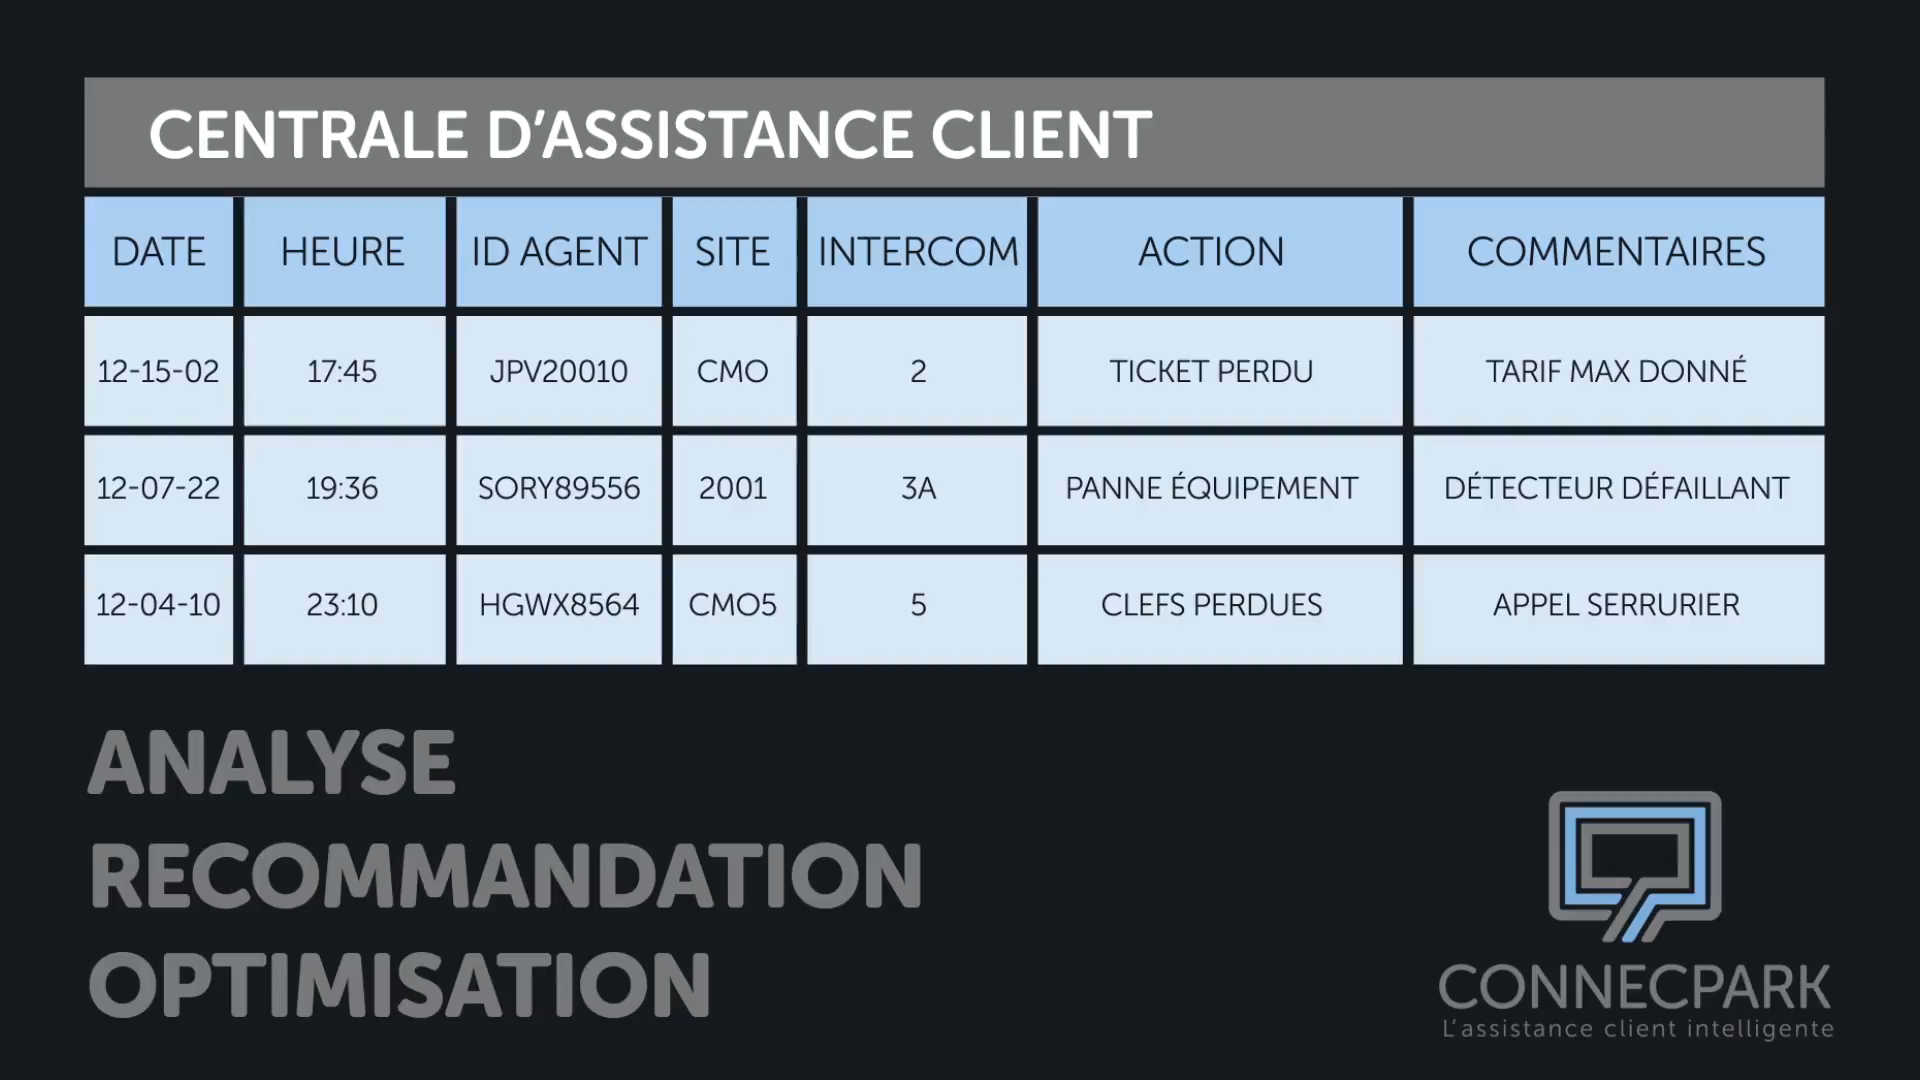 CENTRALE D'ASSISTANCE CLIENT
DATE HEURE ID AGENT SITE INTERCOM ACTION COMMENTAIRES
12-15-02 17:45 JPV20010 CMO 2 TICKET PERDU TARIF MAX DONNÉ
12-07-22 19:36 SORY89556 2001 3A PANNE ÉQUIPEMENT DÉTECTEUR DÉFAILLANT
12-04-10 23:10 HGWX8564 CMO5 5 CLEFS PERDUES APPEL SERRURIER
ANALYSE
RECOMMANDATION
OPTIMISATION
CONNECPARK
L'assistance client intelligente